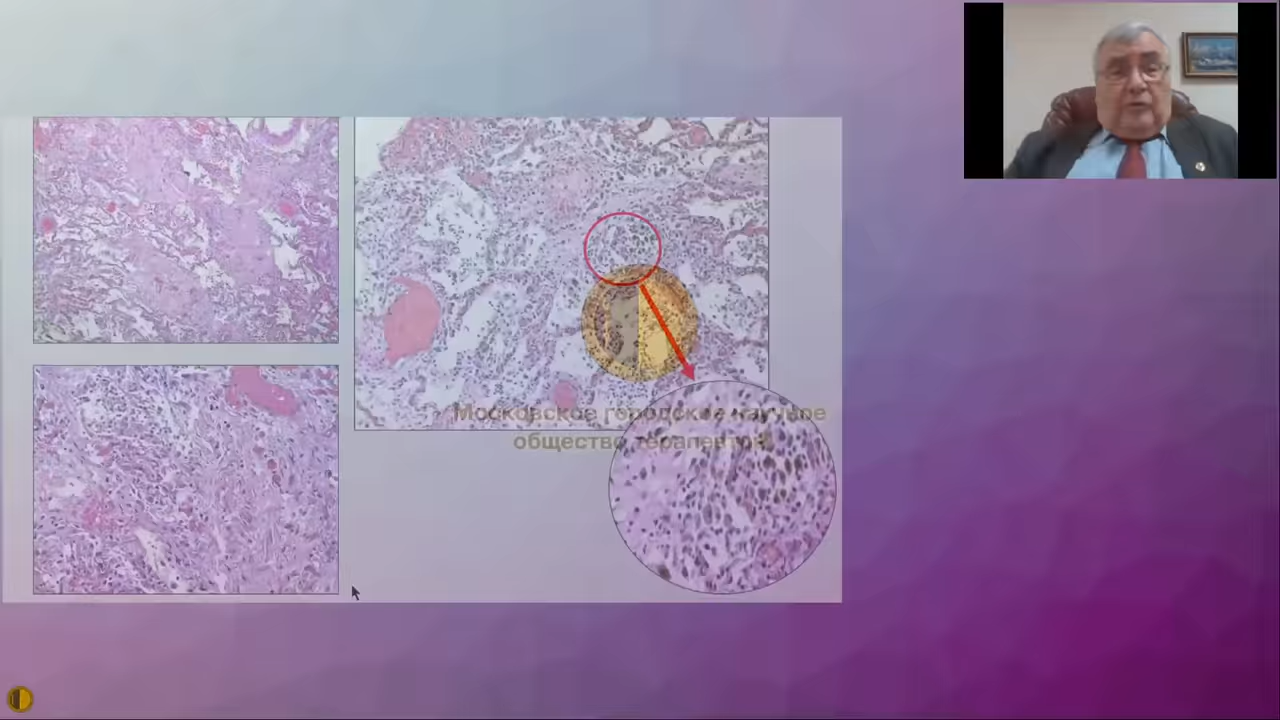 Московское городское научное
общество терапевтов